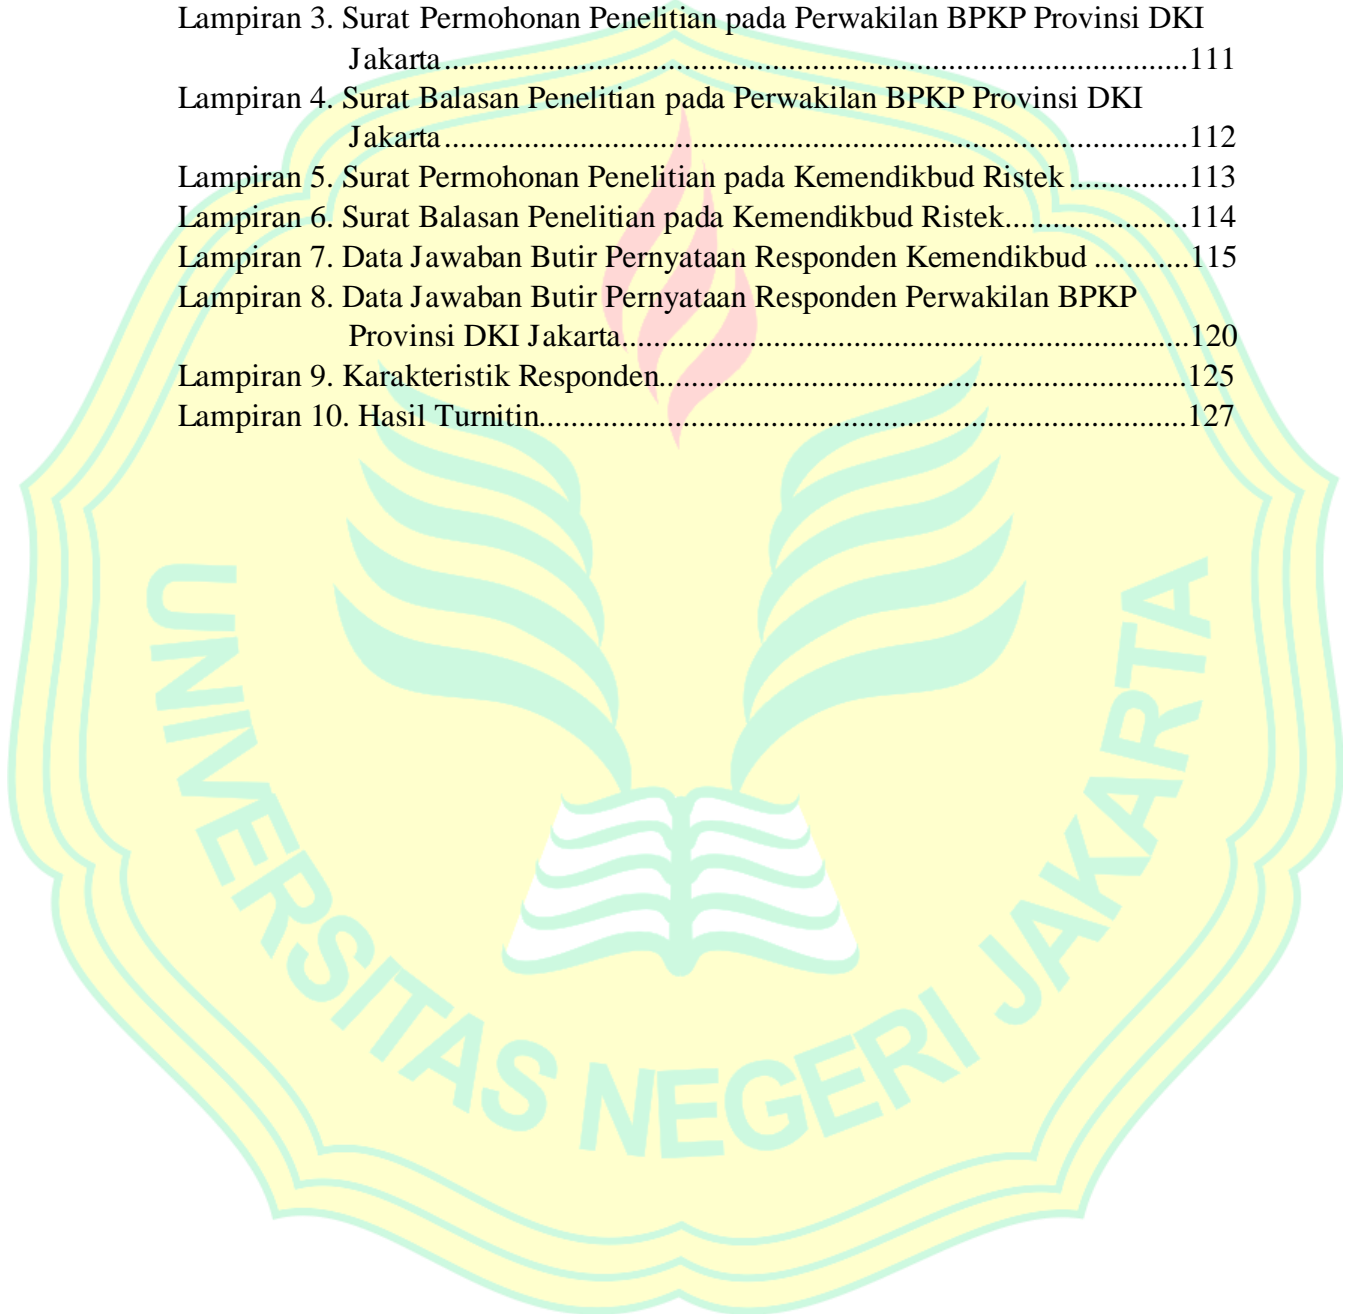 Lampiran 3. Surat Permohonan Penelitian pada Perwakilan BPKP Provinsi DKI
Jakarta.............................................................................................111
Lampiran 4. Surat Balasan Penelitian pada Perwakilan BPKP Provinsi DKI
Jakarta.............................................................................................112
Lampiran 5. Surat Permohonan Penelitian pada Kemendikbud Ristek...............113
Lampiran 6. Surat Balasan Penelitian pada Kemendikbud Ristek.......................114
Lampiran 7. Data Jawaban Butir Pernyataan Responden Kemendikbud ............115
Lampiran 8. Data Jawaban Butir Pernyataan Responden Perwakilan BPKP
Provinsi DKI Jakarta.......................................................................120
Lampiran 9. Karakteristik Responden..................................................................125
Lampiran 10. Hasil Turnitin.................................................................................127
UNIVERSITAS NEGERI JAKARTA